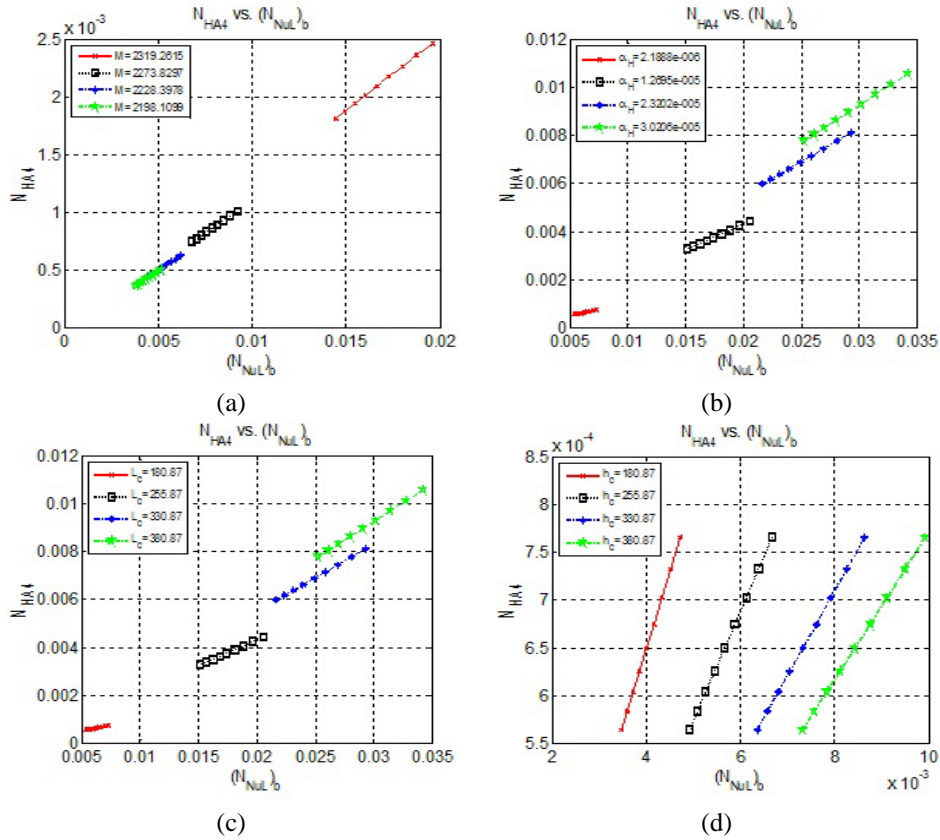 N_HA4 vs. (N_NuL)_b
x 10^-3
2.5
2
1.5
1
0.5
0
N_HA4
M=2319.2615
M=2273.8297
M=2228.3978
M=2198.1099
0 0.005 0.01 0.015 0.02
(N_NuL)_b
(a)
N_HA4 vs. (N_NuL)_b
0.012
0.01
0.008
0.006
0.004
0.002
0
N_HA4
α_H=2.1888e-006
α_H=1.2695e-005
α_H=2.3202e-005
α_H=3.0206e-005
0.005 0.01 0.015 0.02 0.025 0.03 0.035
(N_NuL)_b
(b)
N_HA4 vs. (N_NuL)_b
0.012
0.01
0.008
0.006
0.004
0.002
0
N_HA4
L_c=180.87
L_c=255.87
L_c=330.87
L_c=380.87
0.005 0.01 0.015 0.02 0.025 0.03 0.035
(N_NuL)_b
(c)
N_HA4 vs. (N_NuL)_b
x 10^-4
8.5
8
7.5
7
6.5
6
5.5
N_HA4
h_c=180.87
h_c=255.87
h_c=330.87
h_c=380.87
2 4 6 8 10
x 10^-3
(N_NuL)_b
(d)